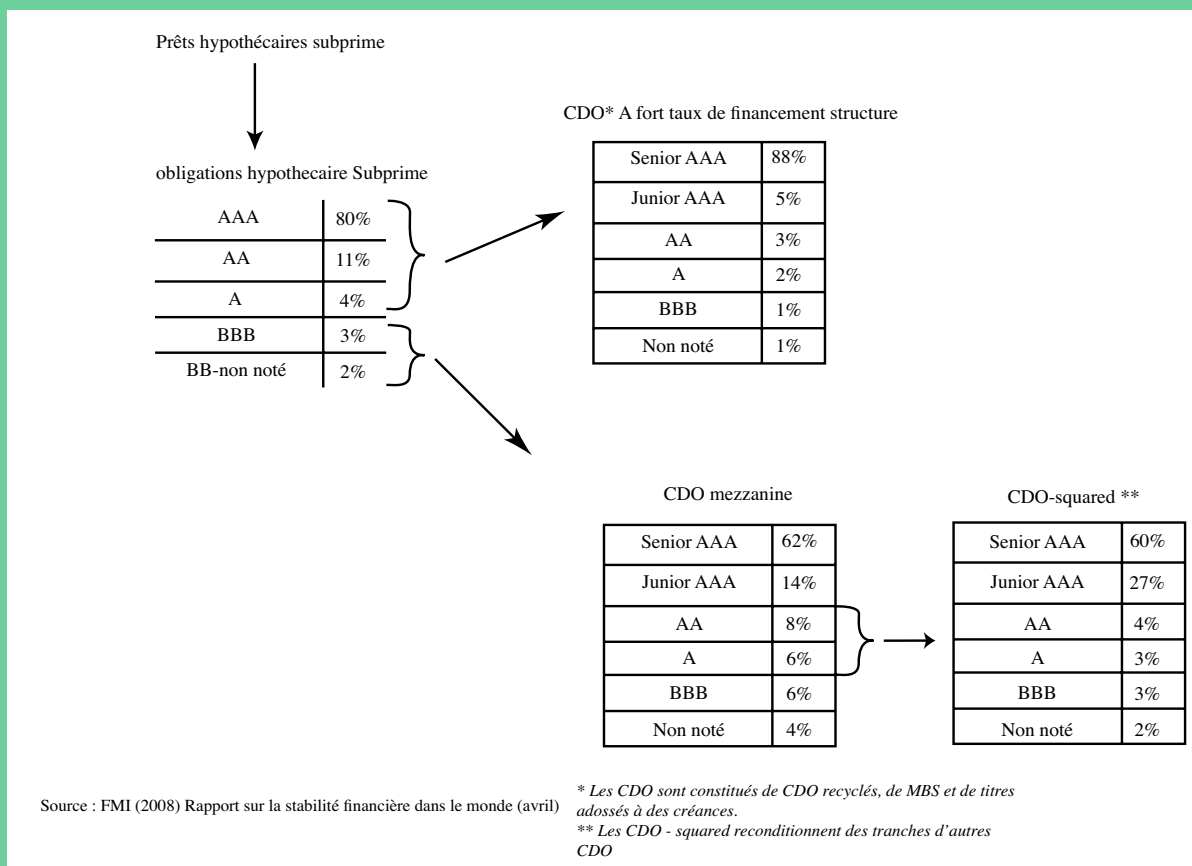 Prêts hypothécaires subprime
CDO* A fort taux de financement structure
Senior AAA 88%
Junior AAA 5%
AA 3%
A 2%
BBB 1%
Non noté 1%
obligations hypothecaire Subprime
AAA 80%
AA 11%
A 4%
BBB 3%
BB-non noté 2%
CDO mezzanine
Senior AAA 62%
Junior AAA 14%
AA 8%
A 6%
BBB 6%
Non noté 4%
CDO-squared **
Senior AAA 60%
Junior AAA 27%
AA 4%
A 3%
BBB 3%
Non noté 2%
Source : FMI (2008) Rapport sur la stabilité financière dans le monde (avril)
* Les CDO sont constitués de CDO recyclés, de MBS et de titres
adossés à des créances.
** Les CDO - squared reconditionnent des tranches d'autres
CDO